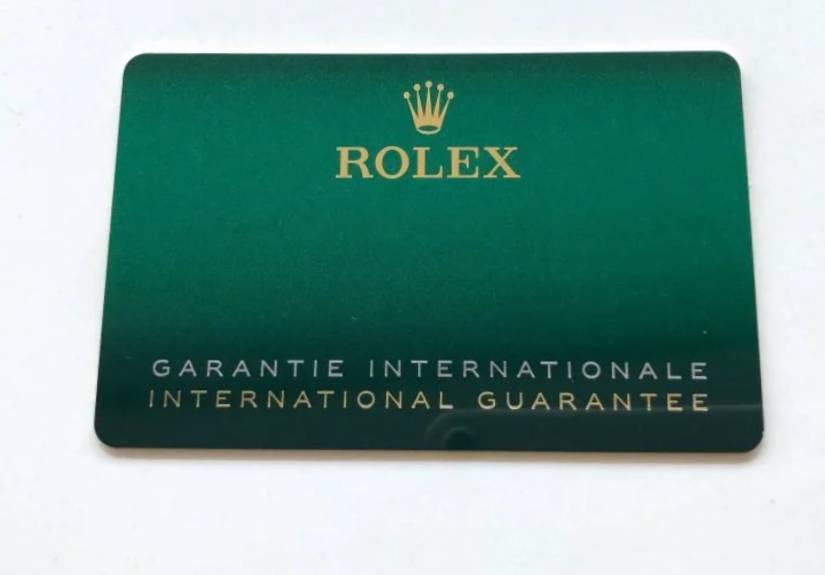 ROLEX
GARANTIE INTERNATIONALE
INTERNATIONAL GUARANTEE